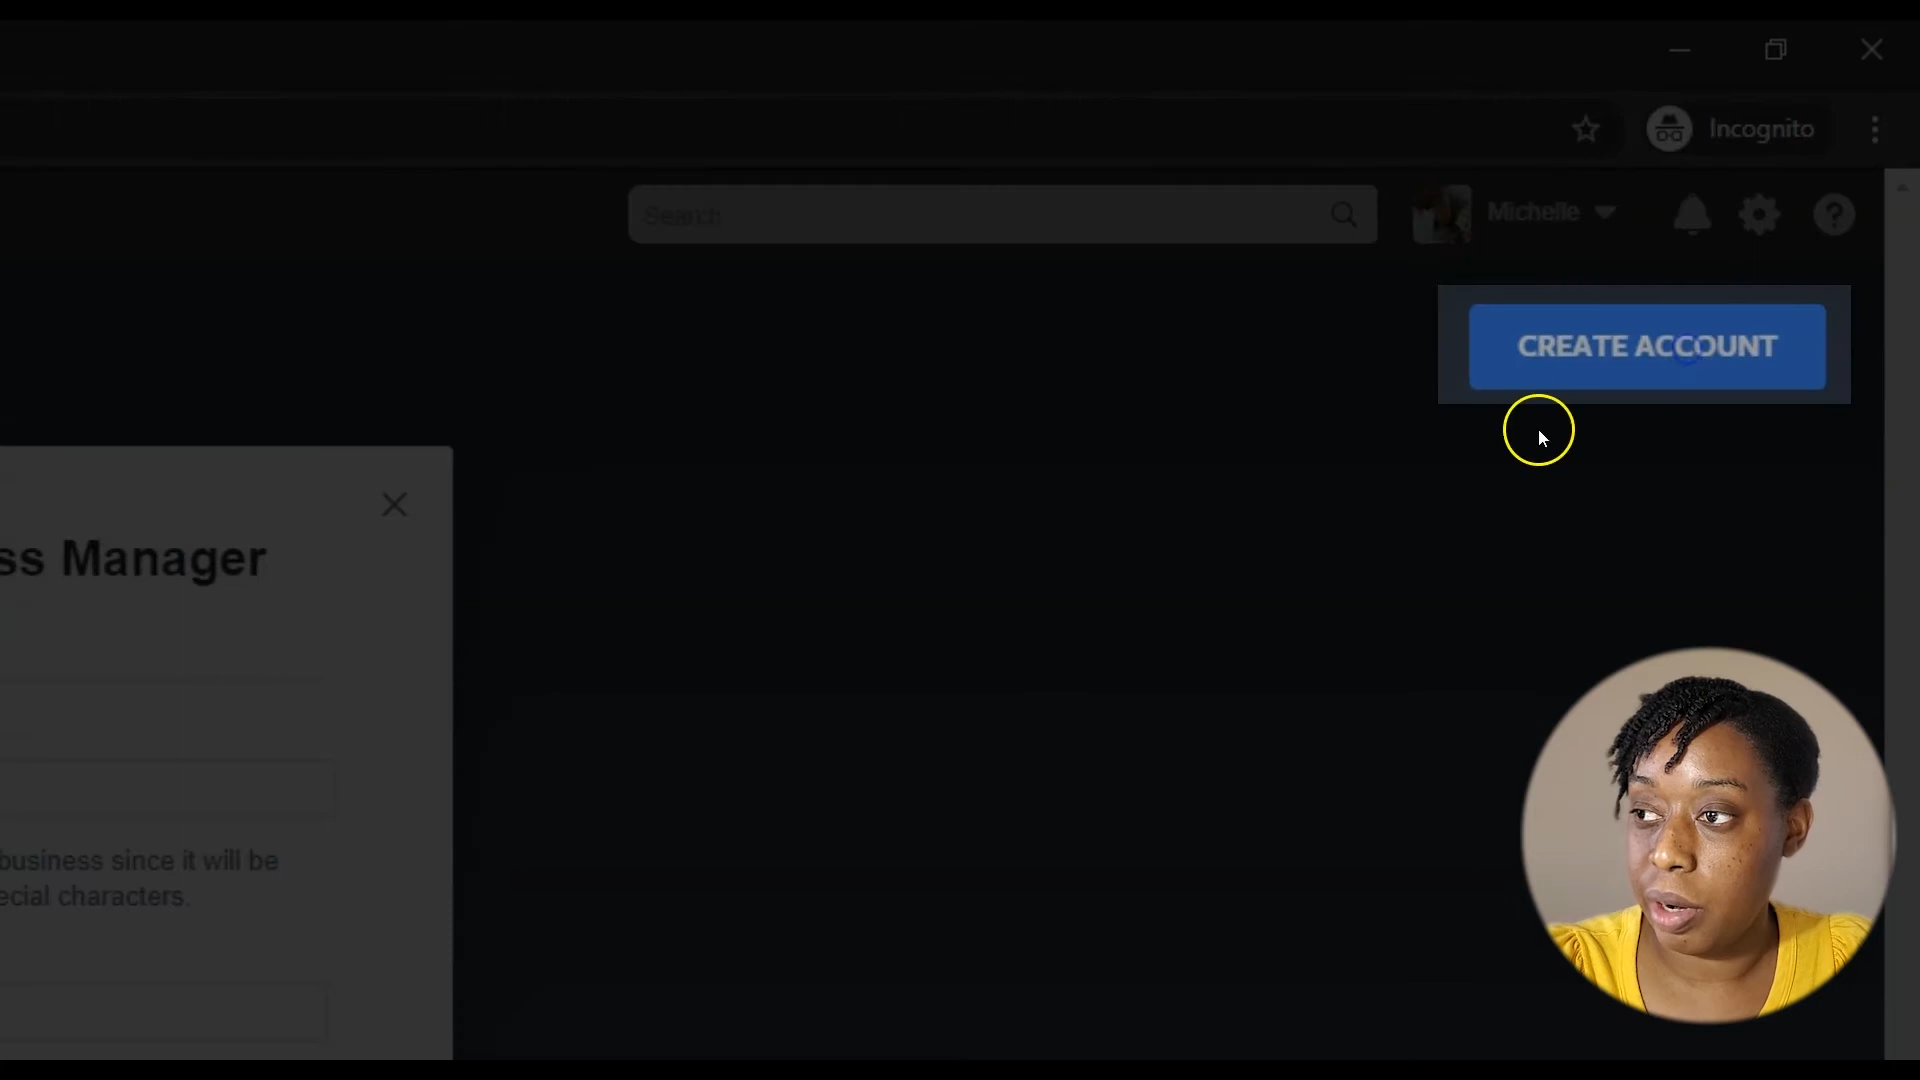 Incognito
Search
Michelle
CREATE ACCOUNT
ss Manager
business since it will be
ecial characters.